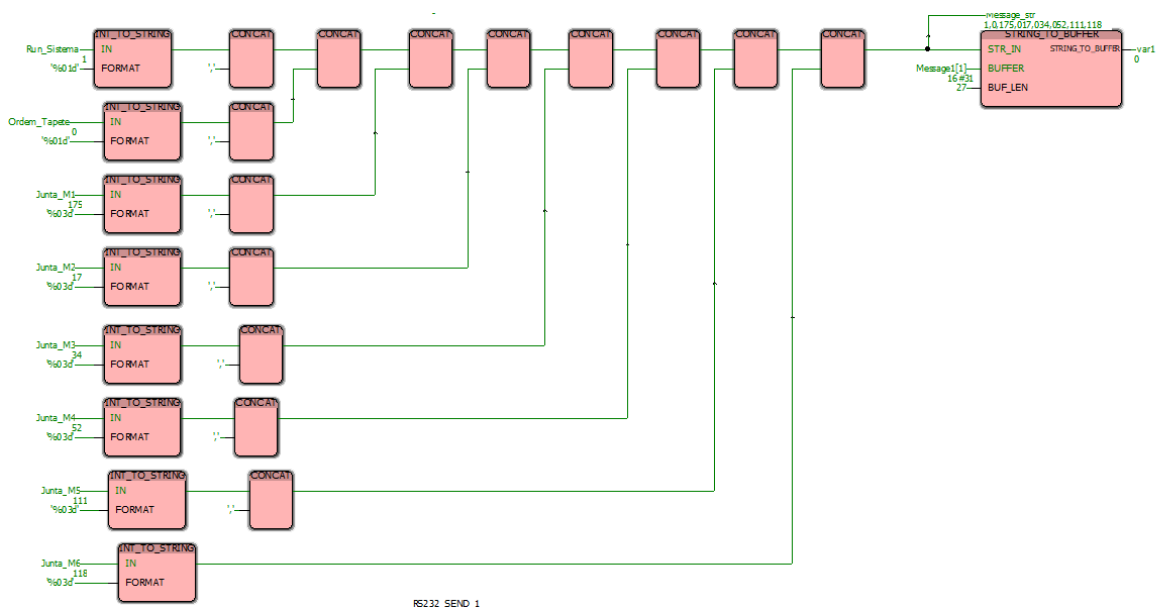 Message_str
1,0,175,017,034,052,111,118
INT_TO_STRING CONCAT CONCAT CONCAT CONCAT CONCAT CONCAT CONCAT CONCAT STRING_TO_BUFFER
Run_Sistema IN STR_IN STRING_TO_BUFFER var1
1 0
'%01d' FORMAT ',' Message1[1] BUFFER
16#31
27 BUF_LEN
INT_TO_STRING CONCAT
Ordem_Tapete IN
0
'%01d' FORMAT ','
INT_TO_STRING CONCAT
Junta_M1 IN
175
'%03d' FORMAT ','
INT_TO_STRING CONCAT
Junta_M2 IN
17
'%03d' FORMAT ','
INT_TO_STRING CONCAT
Junta_M3 IN
34
'%03d' FORMAT ','
INT_TO_STRING CONCAT
Junta_M4 IN
52
'%03d' FORMAT ','
INT_TO_STRING CONCAT
Junta_M5 IN
111
'%03d' FORMAT ','
INT_TO_STRING
Junta_M6 IN
118
'%03d' FORMAT
RS232_SEND_1